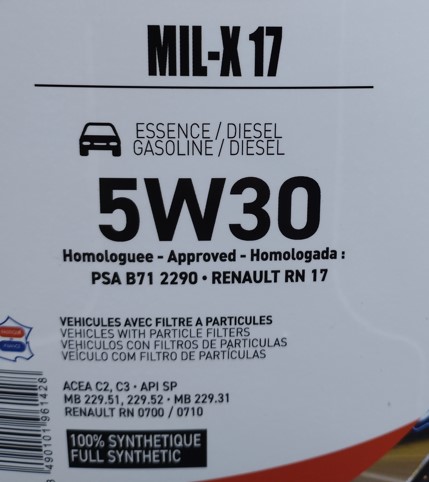 MIL-X 17
ESSENCE / DIESEL
GASOLINE / DIESEL
5W30
Homologuee - Approved - Homologada :
PSA B71 2290 • RENAULT RN 17
VEHICULES AVEC FILTRE A PARTICULES
VEHICLES WITH PARTICLE FILTERS
VEHÍCULOS CON FILTROS DE PARTÍCULAS
VEÍCULO COM FILTRO DE PARTÍCULAS
ACEA C2, C3 • API SP
MB 229.51, 229.52 • MB 229.31
RENAULT RN 0700 / 0710
100% SYNTHETIQUE
FULL SYNTHETIC
490101 961428